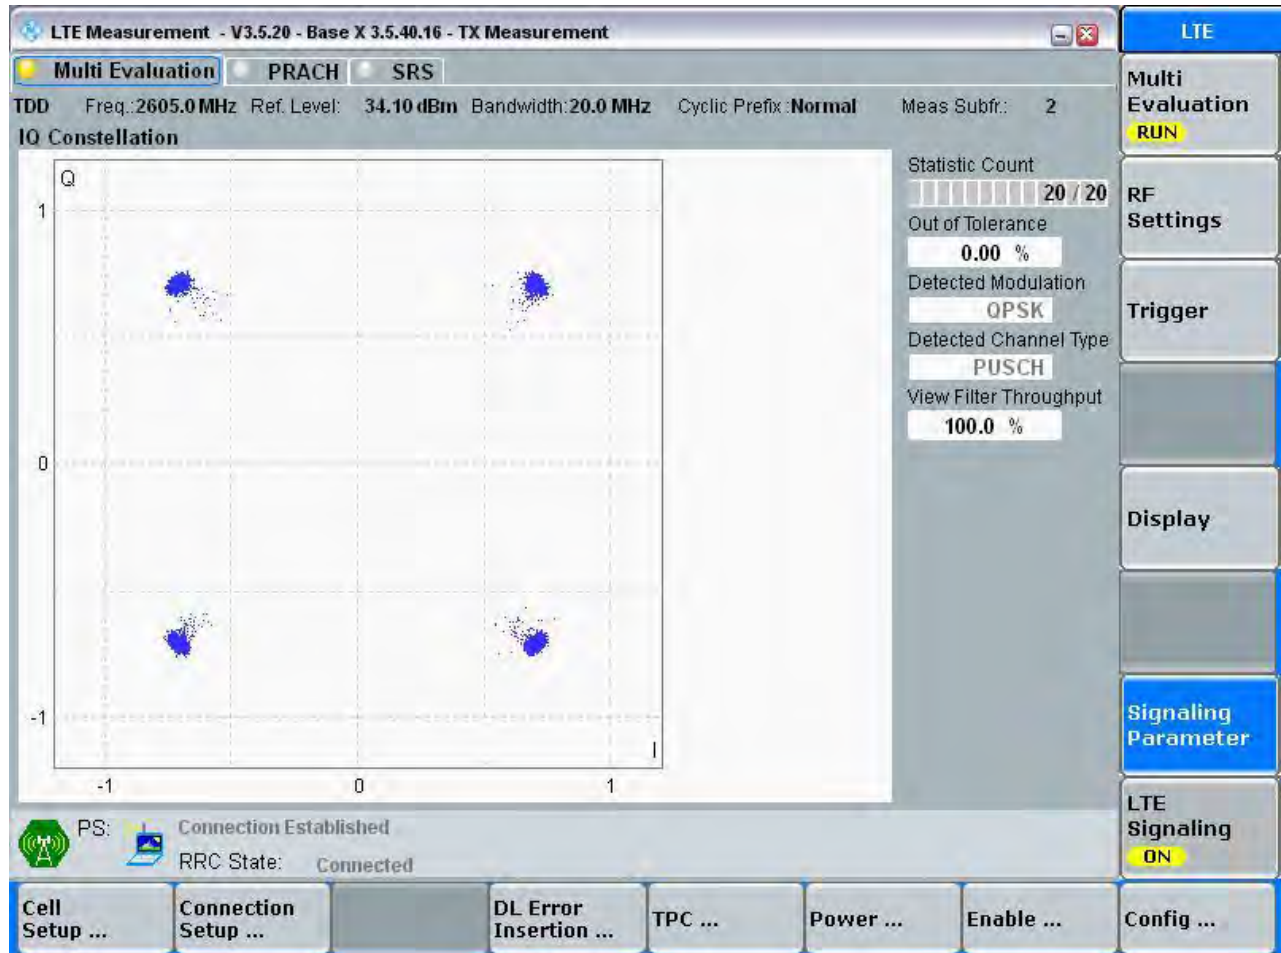 LTE Measurement - V3.5.20 - Base X 3.5.40.16 - TX Measurement
LTE
Multi Evaluation PRACH SRS
TDD Freq.:2605.0 MHz Ref. Level: 34.10 dBm Bandwidth:20.0 MHz Cyclic Prefix :Normal Meas Subfr.: 2
IQ Constellation
Q
1
0
-1
-1 0 1
I
Statistic Count
20 / 20
Out of Tolerance
0.00 %
Detected Modulation
QPSK
Detected Channel Type
PUSCH
View Filter Throughput
100.0 %
Multi
Evaluation
RUN
RF
Settings
Trigger
Display
Signaling
Parameter
LTE
Signaling
ON
PS: Connection Established
RRC State: Connected
Cell
Setup ...
Connection
Setup ...
DL Error
Insertion ...
TPC ...
Power ...
Enable ...
Config ...